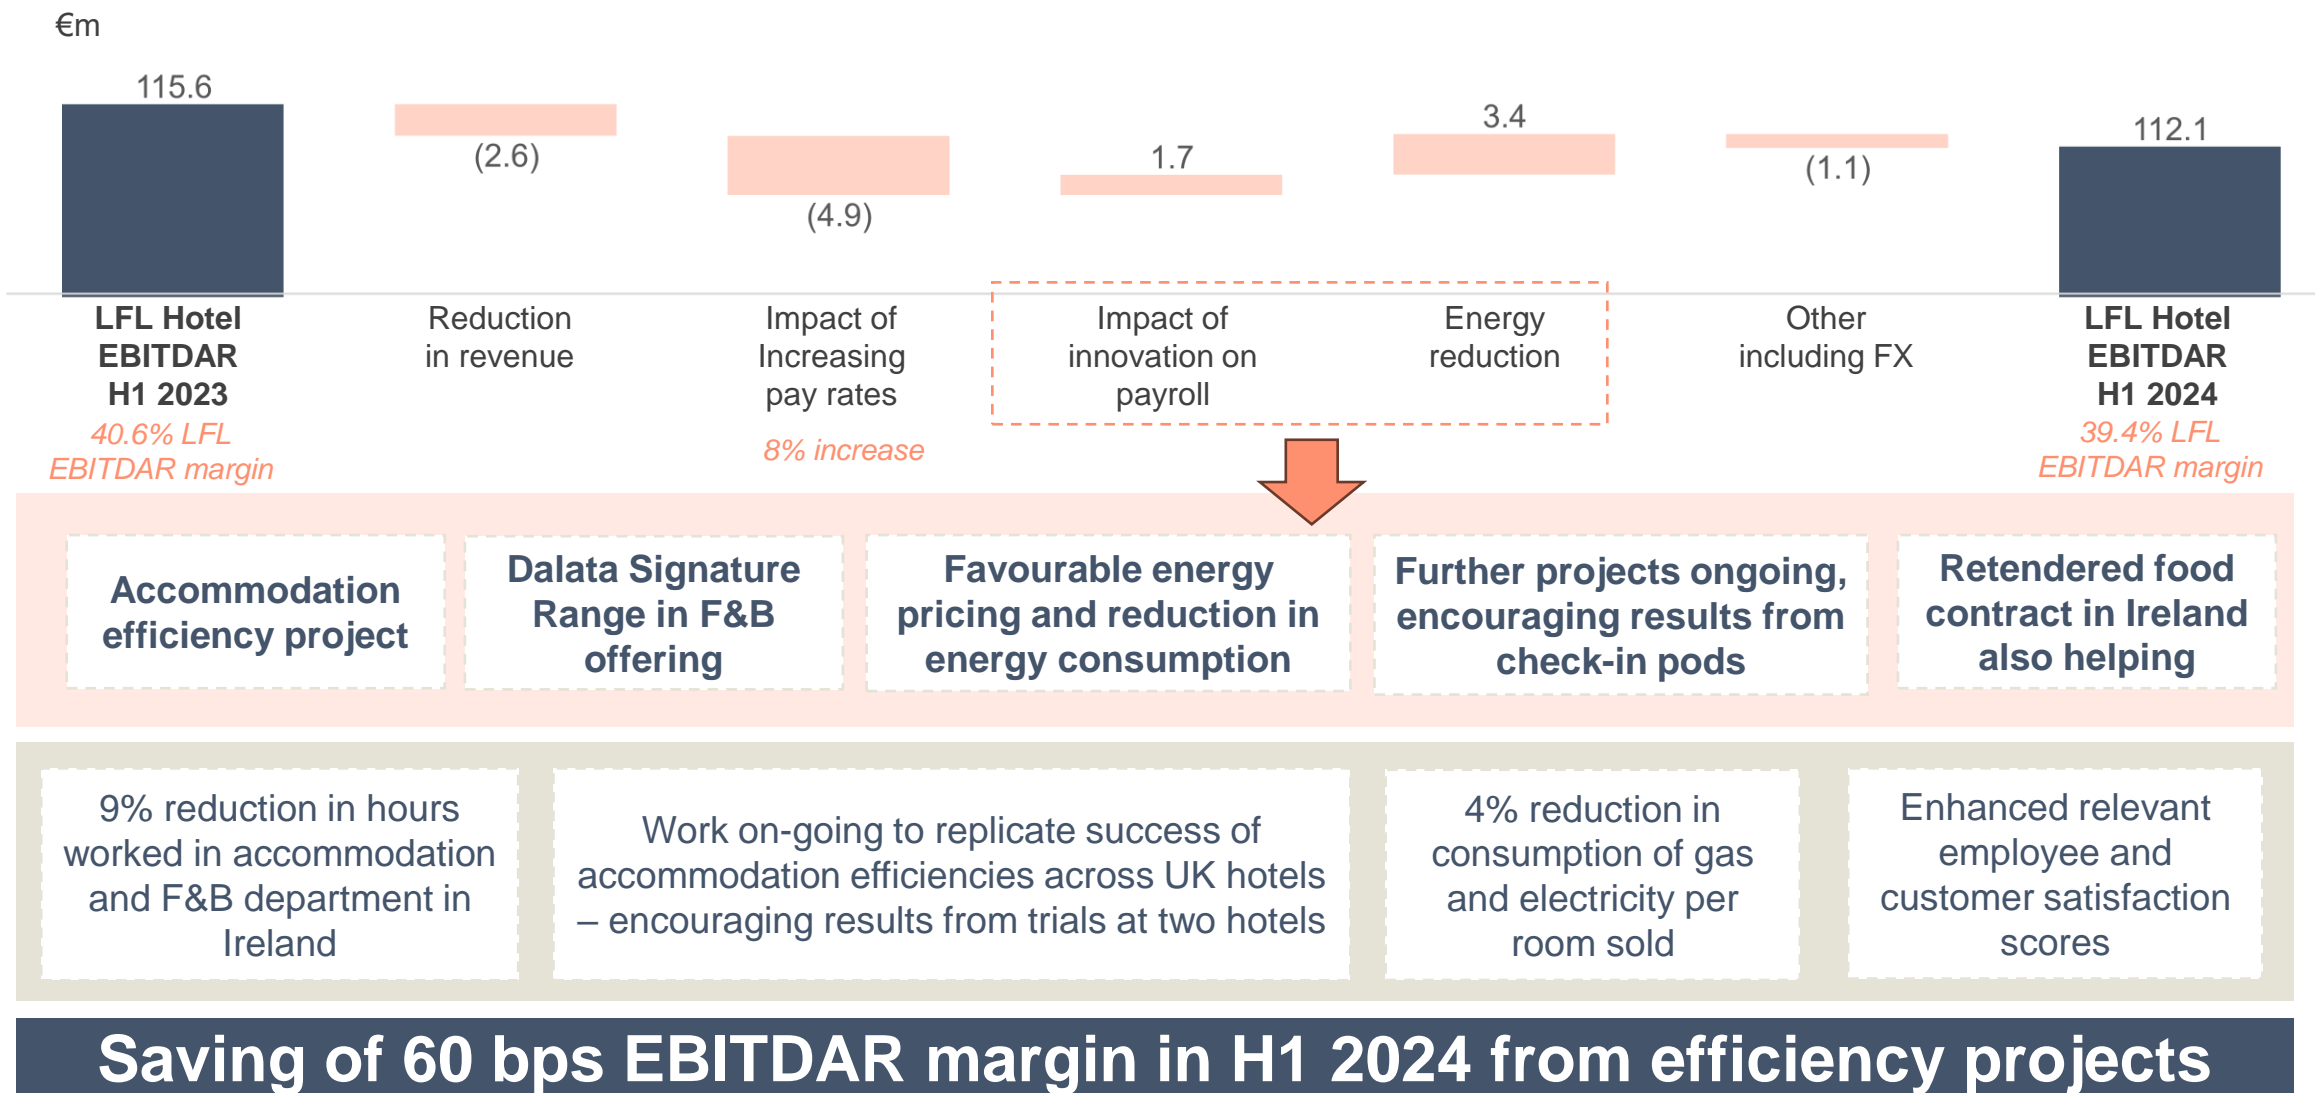 €m
115.6
(2.6)
(4.9)
1.7
3.4
(1.1)
112.1
LFL Hotel
EBITDAR
H1 2023
40.6% LFL
EBITDAR margin
Reduction
in revenue
Impact of
Increasing
pay rates
8% increase
Impact of
innovation on
payroll
Energy
reduction
Other
including FX
LFL Hotel
EBITDAR
H1 2024
39.4% LFL
EBITDAR margin
Accommodation
efficiency project
Dalata Signature
Range in F&B
offering
Favourable energy
pricing and reduction in
energy consumption
Further projects ongoing,
encouraging results from
check-in pods
Retendered food
contract in Ireland
also helping
9% reduction in hours
worked in accommodation
and F&B department in
Ireland
Work on-going to replicate success of
accommodation efficiencies across UK hotels
– encouraging results from trials at two hotels
4% reduction in
consumption of gas
and electricity per
room sold
Enhanced relevant
employee and
customer satisfaction
scores
Saving of 60 bps EBITDAR margin in H1 2024 from efficiency projects